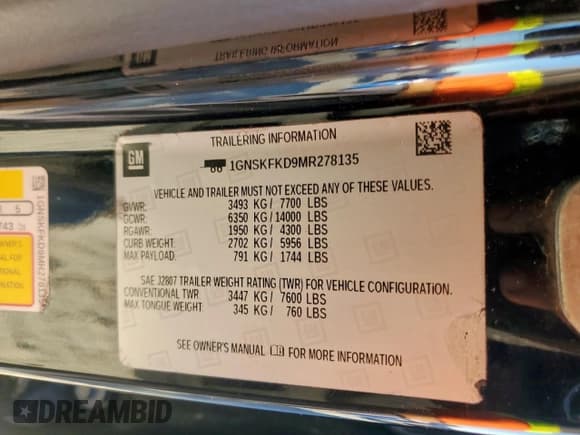 TRAILERING INFORMATION
GM
1GNSKFKD9MR278135
VEHICLE AND TRAILER MUST NOT EXCEED ANY OF THESE VALUES.
GVWR: 3493 KG/ 7700 LBS
GCWR: 6350 KG/ 14000 LBS
RGAWR: 1950 KG/ 4300 LBS
CURB WEIGHT: 2702 KG/ 5956 LBS
MAX PAYLOAD: 791 KG/ 1744 LBS
SAE J2807 TRAILER WEIGHT RATING (TWR) FOR VEHICLE CONFIGURATION.
CONVENTIONAL TWR: 3447 KG/ 7600 LBS
MAX TONGUE WEIGHT: 345 KG/ 760 LBS
SEE OWNER'S MANUAL FOR MORE INFORMATION
5
743
1GNSKFKD9MR278135
DREAMBID